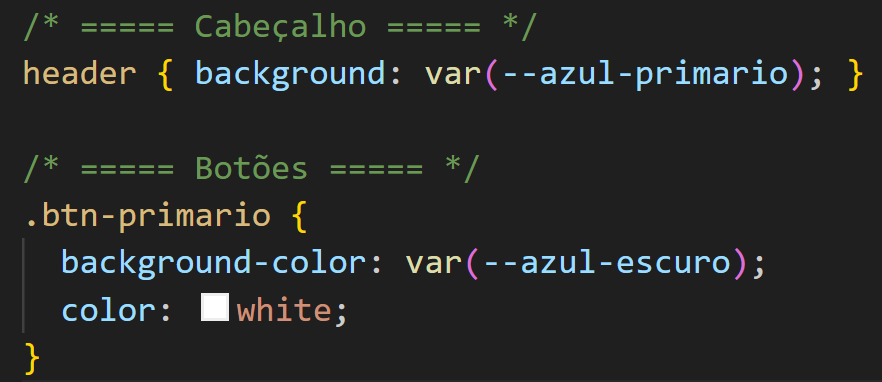 /* ===== Cabeçalho ===== */
header { background: var(--azul-primario); }
/* ===== Botões ===== */
.btn-primario {
background-color: var(--azul-escuro);
color: white;
}